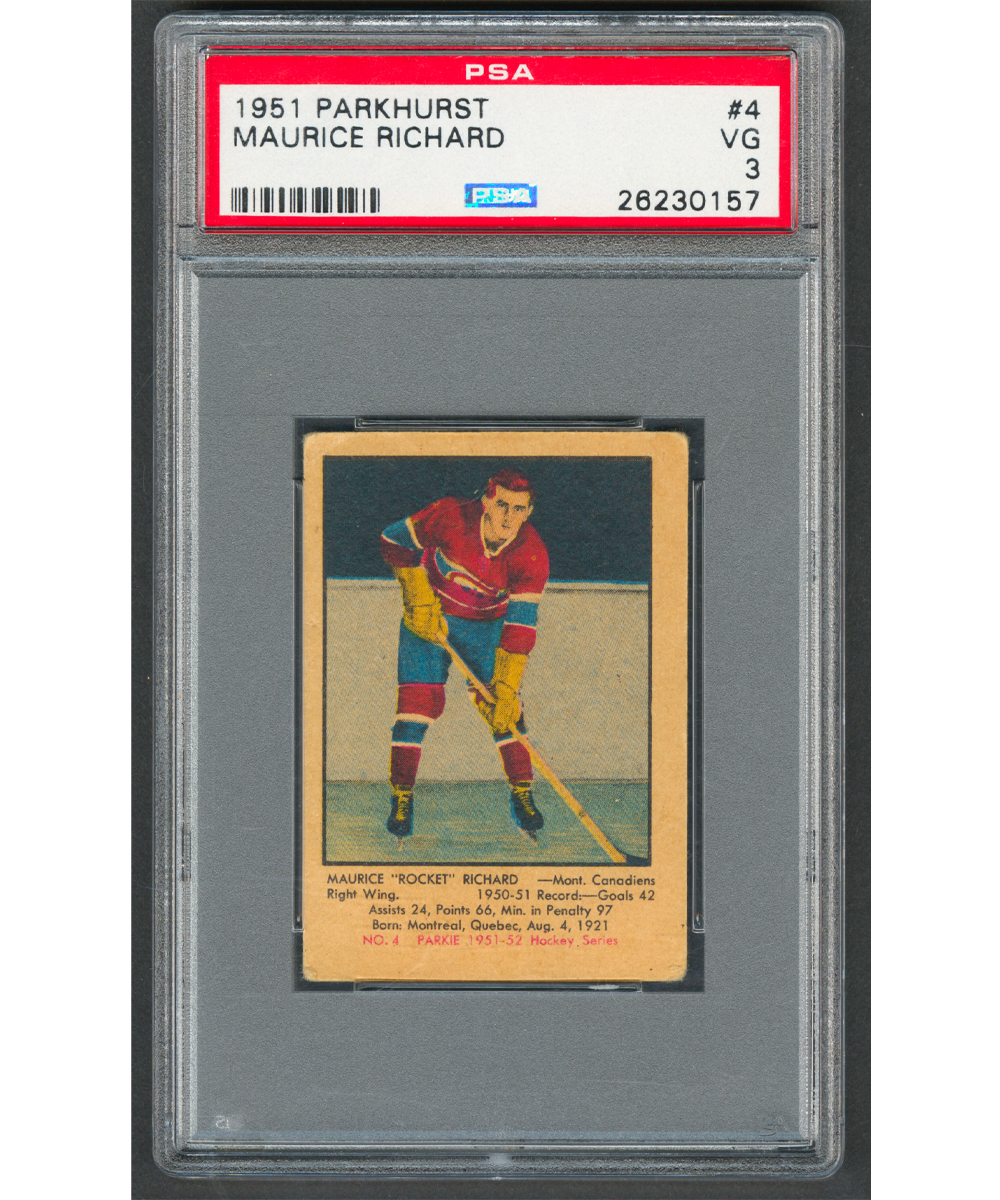 PSA
1951 PARKHURST #4
MAURICE RICHARD VG
3
PSA 26230157
MAURICE "ROCKET" RICHARD —Mont. Canadiens
Right Wing. 1950-51 Record:—Goals 42
Assists 24, Points 66, Min. in Penalty 97
Born: Montreal, Quebec, Aug. 4, 1921
NO. 4 PARKIE 1951-52 Hockey Series